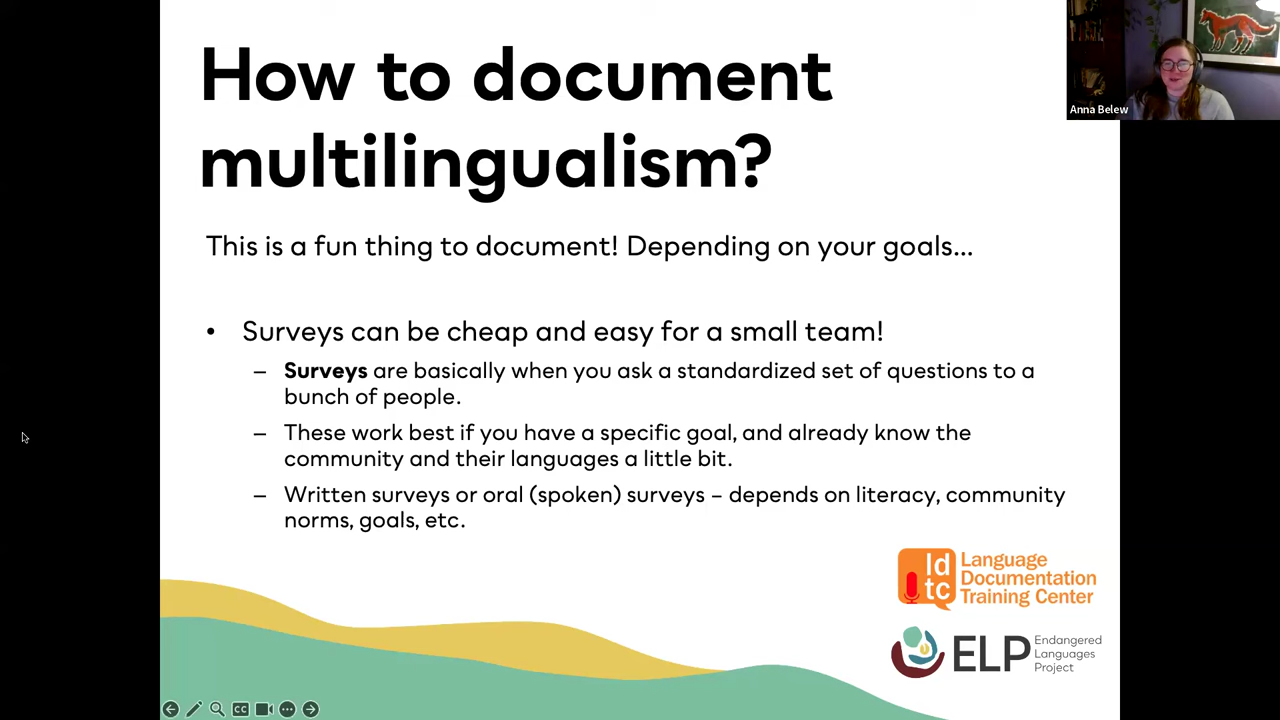 How to document
multilingualism?
Anna Belew
This is a fun thing to document! Depending on your goals...
• Surveys can be cheap and easy for a small team!
– Surveys are basically when you ask a standardized set of questions to a
bunch of people.
– These work best if you have a specific goal, and already know the
community and their languages a little bit.
– Written surveys or oral (spoken) surveys – depends on literacy, community
norms, goals, etc.
ld
tc
Language
Documentation
Training Center
ELP
Endangered
Languages
Project
CC